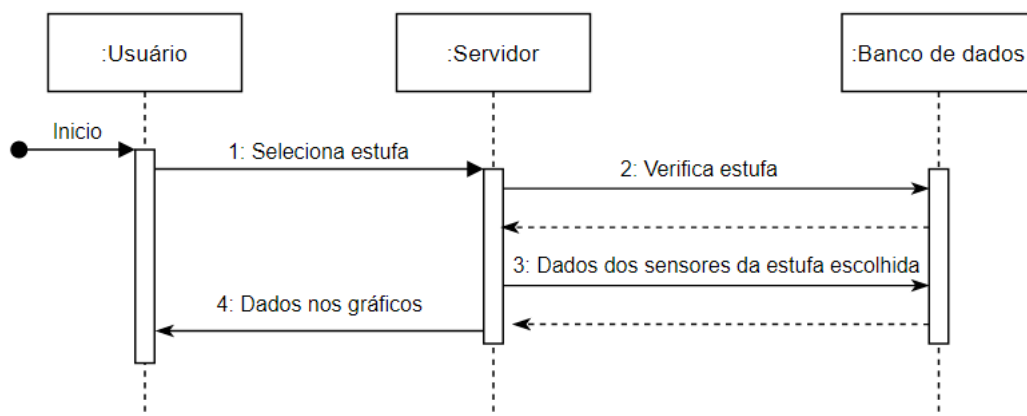 :Usuário
:Servidor
:Banco de dados
Inicio
1: Seleciona estufa
2: Verifica estufa
3: Dados dos sensores da estufa escolhida
4: Dados nos gráficos